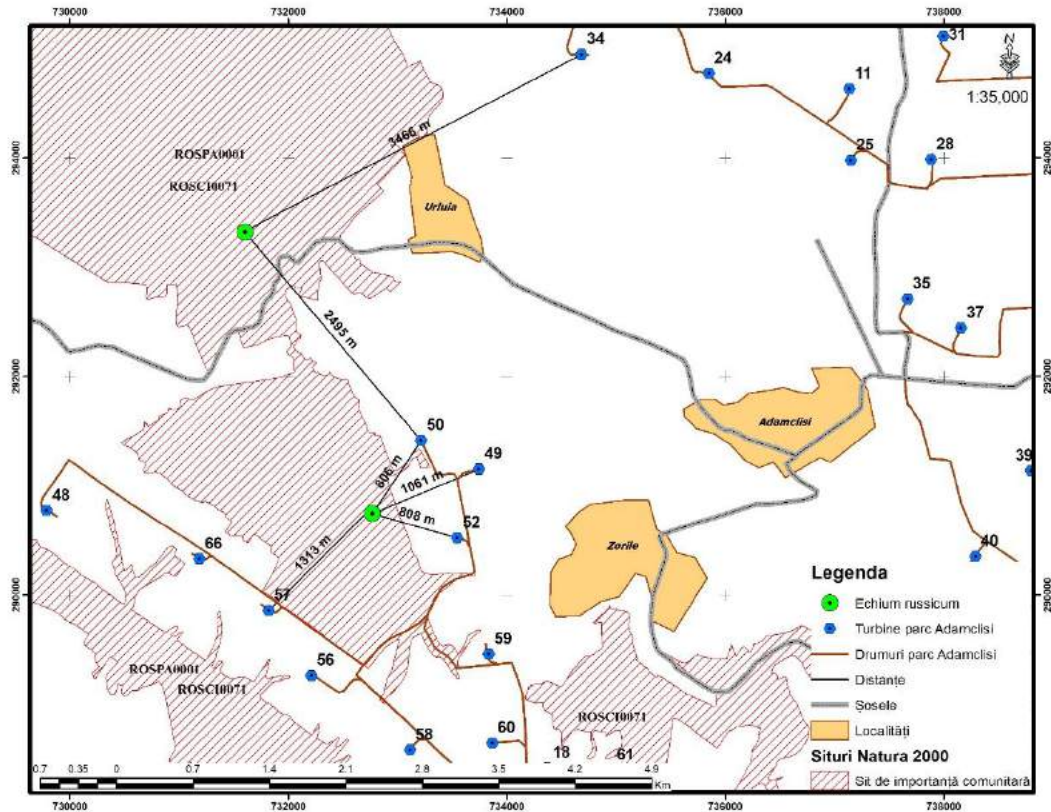 730000 732000 734000 736000 738000
34
31
24
N
11
1:35,000
3466 m
294000
ROSPA0001
25
28
294000
ROSCI0071
Urluia
35
2495 m
37
292000
292000
Adamclisi
50
49
39
606 m
1061 m
48
808 m
52
66
Zorile
40
1313 m
Legenda
290000
57
290000
Echium russicum
59
Turbine parc Adamclisi
ROSPA0001
56
Drumuri parc Adamclisi
ROSCI0071
Distanțe
ROSCI0071
Șosele
58
60
18
61
Localități
Situri Natura 2000
0.7 0.35 0 0.7 1.4 2.1 2.8 3.5 4.2 4.9
Km
Sit de importanță comunitară
730000 732000 734000 736000 738000